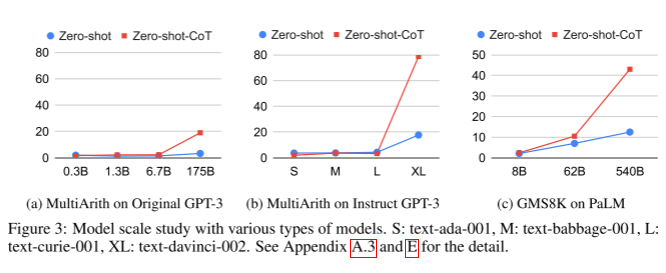 Zero-shot Zero-shot-CoT
80
60
40
20
0
0.3B 1.3B 6.7B 175B
(a) MultiArith on Original GPT-3
Zero-shot Zero-shot-CoT
80
60
40
20
0
S M L XL
(b) MultiArith on Instruct GPT-3
Zero-shot Zero-shot-CoT
50
40
30
20
10
0
8B 62B 540B
(c) GMS8K on PaLM
Figure 3: Model scale study with various types of models. S: text-ada-001, M: text-babbage-001, L:
text-curie-001, XL: text-davinci-002. See Appendix A.3 and E for the detail.